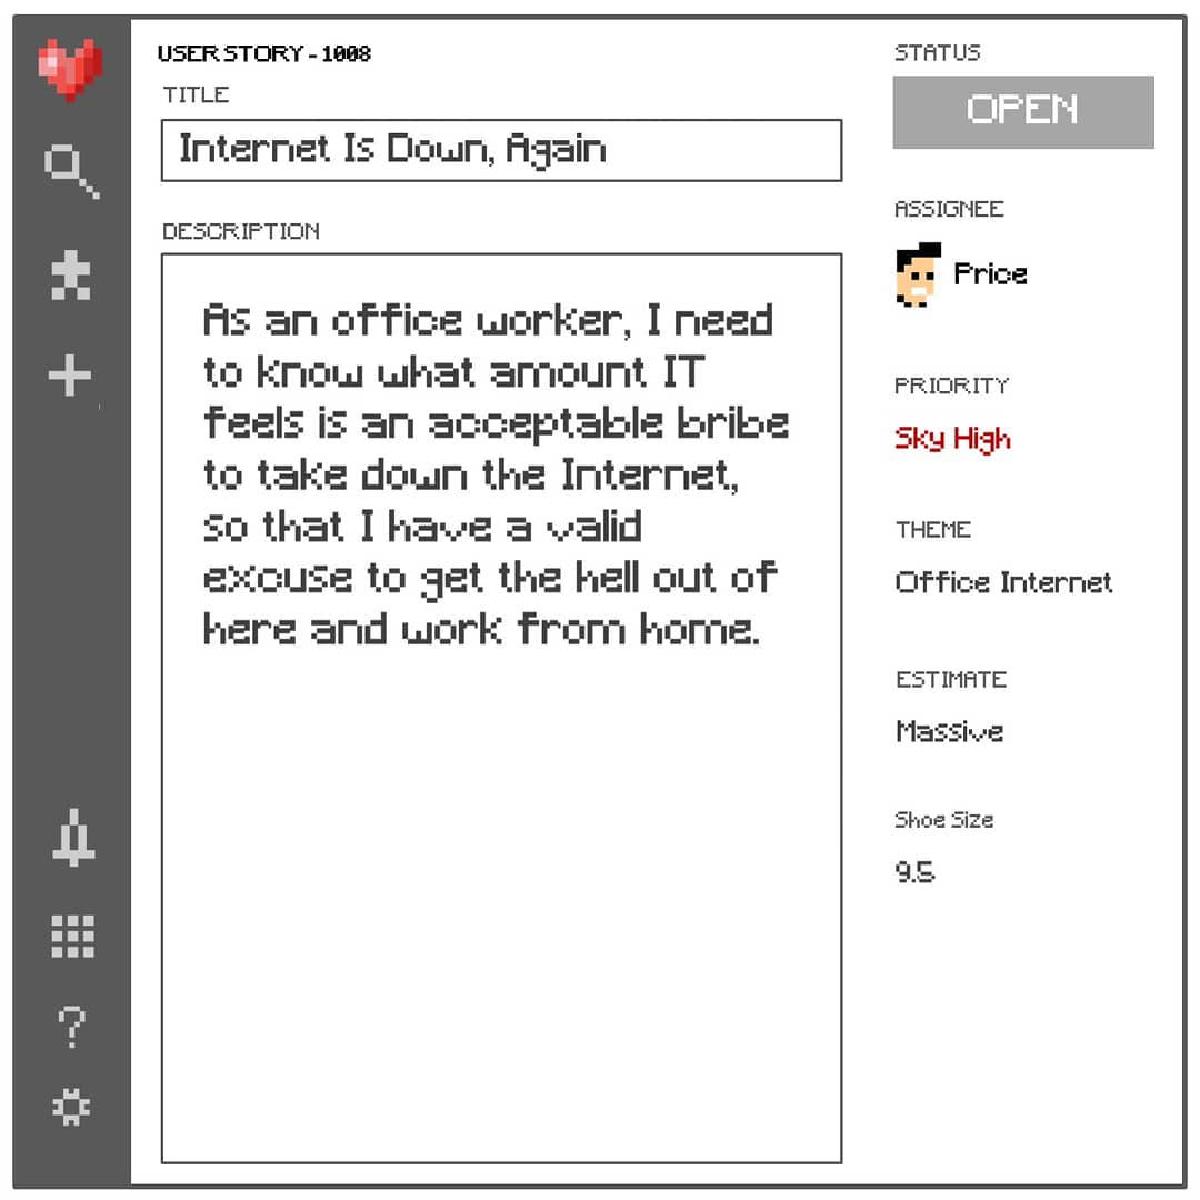 USER STORY - 1008
TITLE
Internet Is Down, Again
DESCRIPTION
As an office worker, I need
to know what amount IT
feels is an acceptable bribe
to take down the Internet,
so that I have a valid
excuse to get the hell out of
here and work from home.
STATUS
OPEN
ASSIGNEE
Price
PRIORITY
Sky High
THEME
Office Internet
ESTIMATE
Massive
Shoe Size
9.5
?